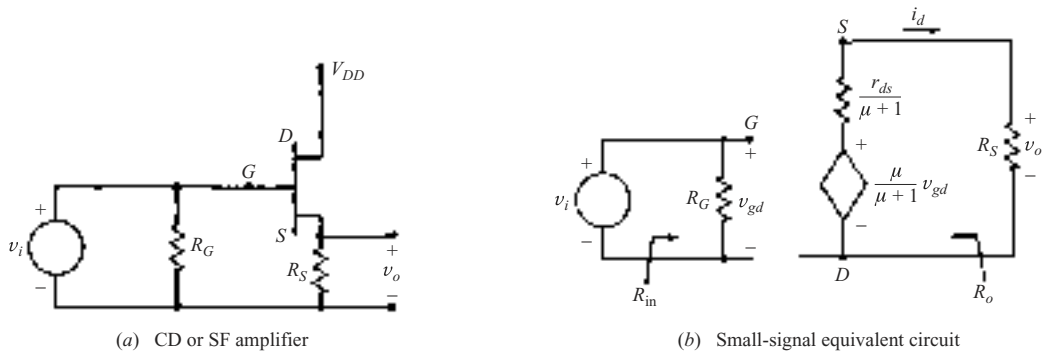 V_DD
D
G
S
+
v_i
−
R_G
R_S
+
v_o
−
(a) CD or SF amplifier
S
i_d
r_ds / μ + 1
+
μ / μ + 1 v_gd
−
D
G
+
v_i
−
R_G
+
v_gd
−
R_in
R_S
+
v_o
−
R_o
(b) Small-signal equivalent circuit